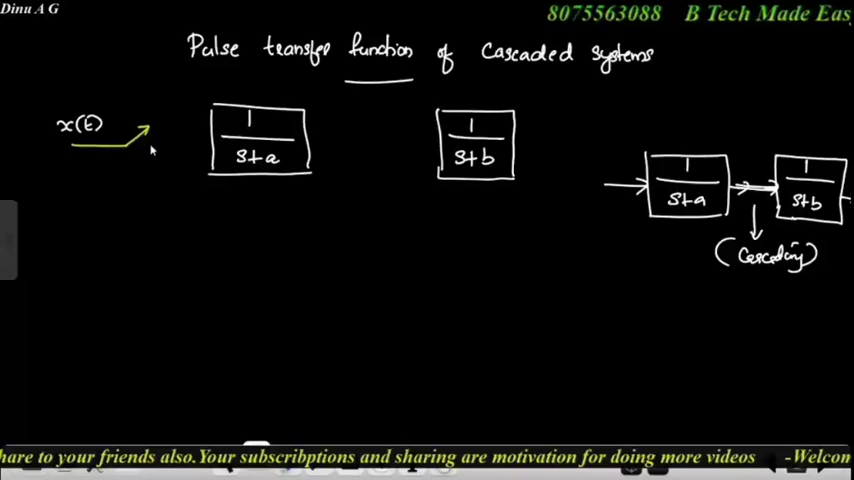 Dinu A G
8075563088 B Tech Made Eas
Pulse transfer function of Cascaded Systems
x(t)
1
S+a
1
S+b
1
S+a
1
S+b
(Cascading)
hare to your friends also.Your subscribptions and sharing are motivation for doing more videos -Welcom